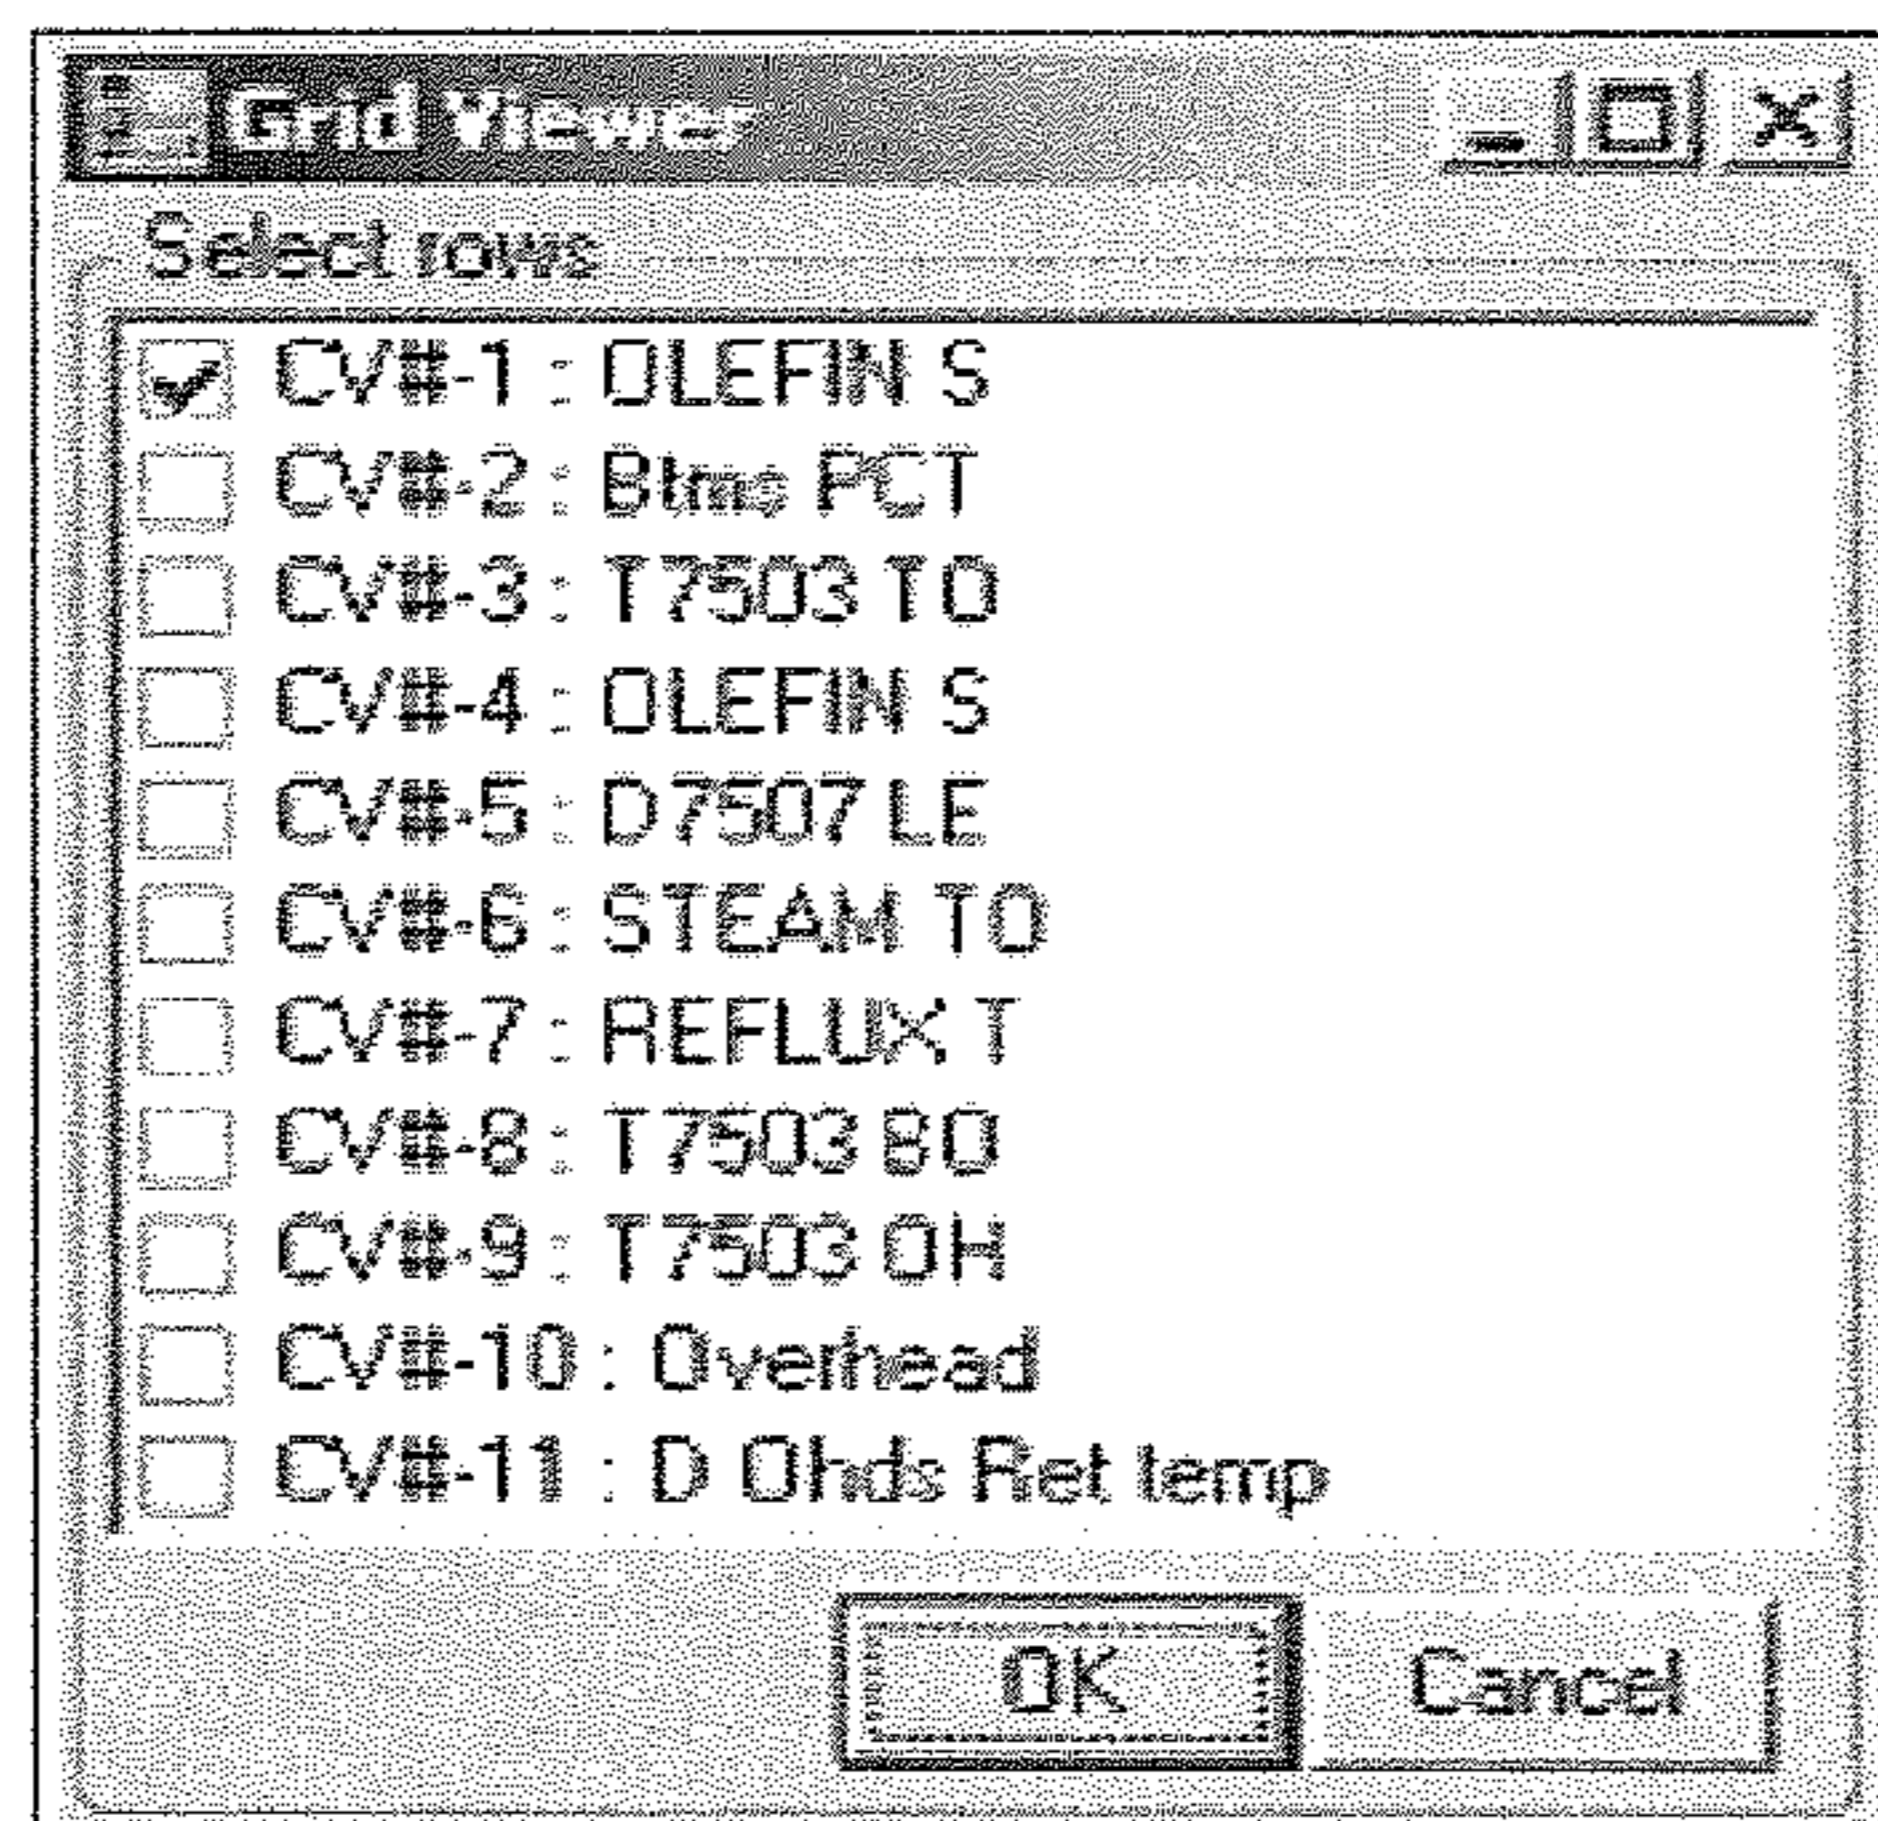 Grid Viewer
Select rows
CV#-1 : OLEFIN S
CV#-2 : Btms PCT
CV#-3 : T7503 TO
CV#-4 : OLEFIN S
CV#-5 : D7507 LE
CV#-6 : STEAM TO
CV#-7 : REFLUX T
CV#-8 : T7503 BO
CV#-9 : T7503 OH
CV#-10 : Overhead
CV#-11 : D Ohds Ret temp
OK Cancel